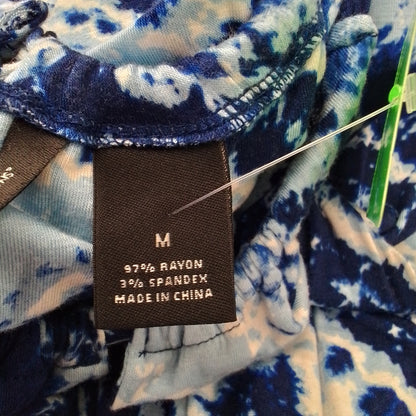 M
97% RAYON
3% SPANDEX
MADE IN CHINA